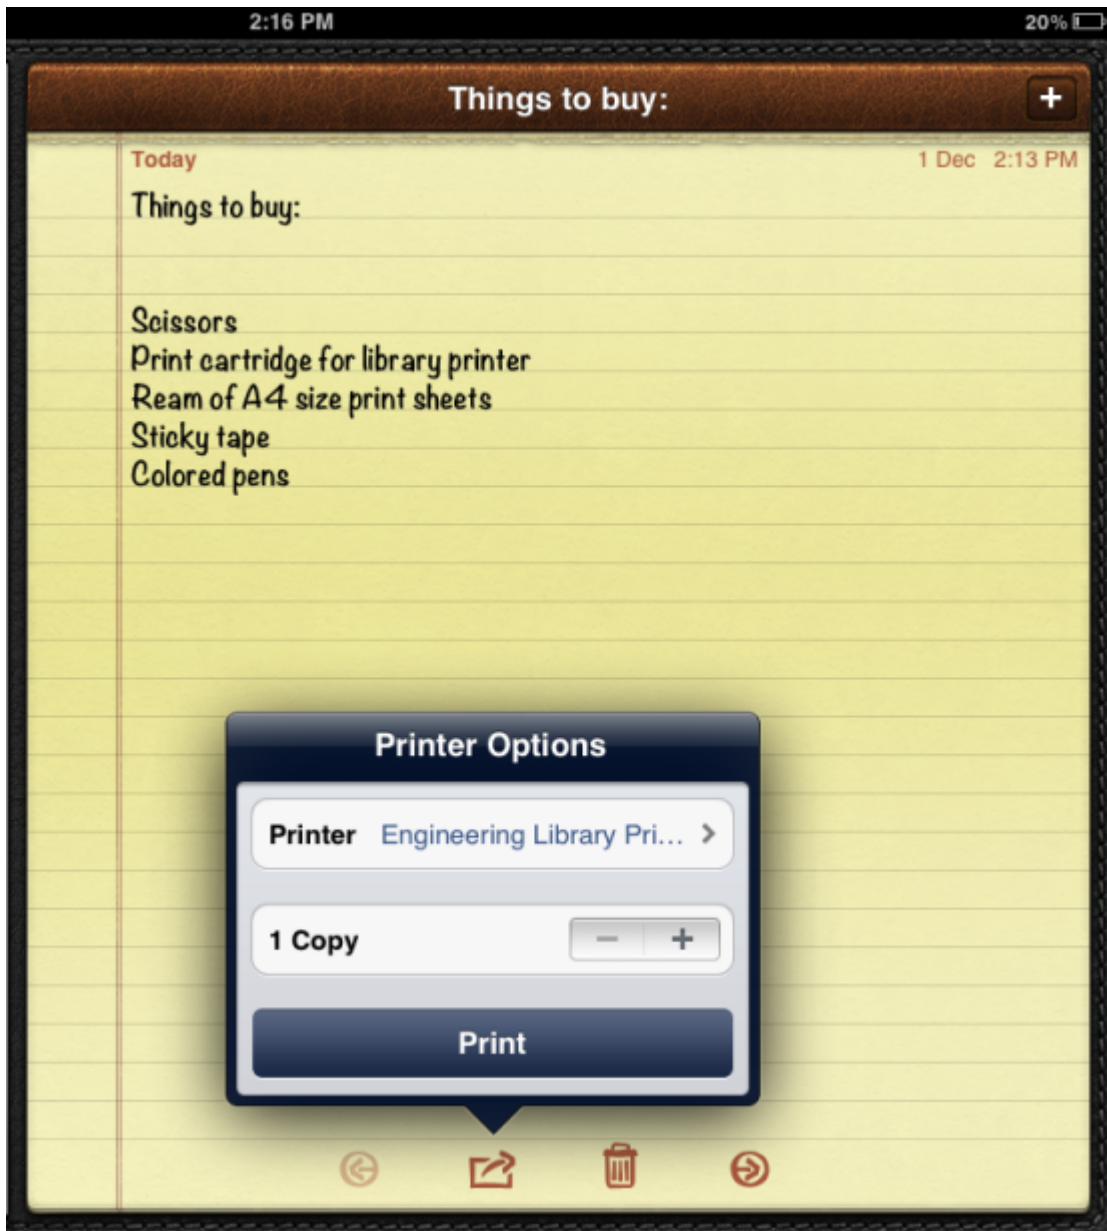 2:16 PM 20%
Things to buy: +
Today 1 Dec 2:13 PM
Things to buy:
Scissors
Print cartridge for library printer
Ream of A4 size print sheets
Sticky tape
Colored pens
Printer Options
Printer Engineering Library Pri... >
1 Copy - +
Print